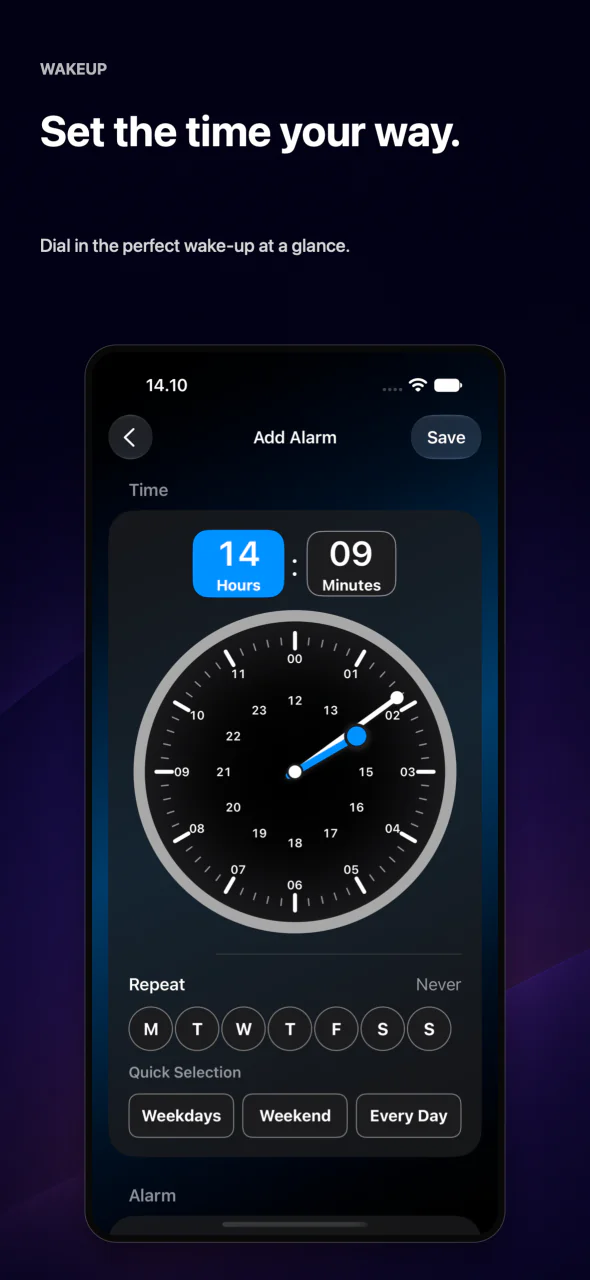 WAKEUP
Set the time your way.
Dial in the perfect wake-up at a glance.
14.10
Add Alarm
Save
Time
14 : 09
Hours Minutes
00
11 01
12
23 13
10 02
22
09 21 15 03
20 16
08 04
19 17
18
07 05
06
Repeat Never
M T W T F S S
Quick Selection
Weekdays Weekend Every Day
Alarm